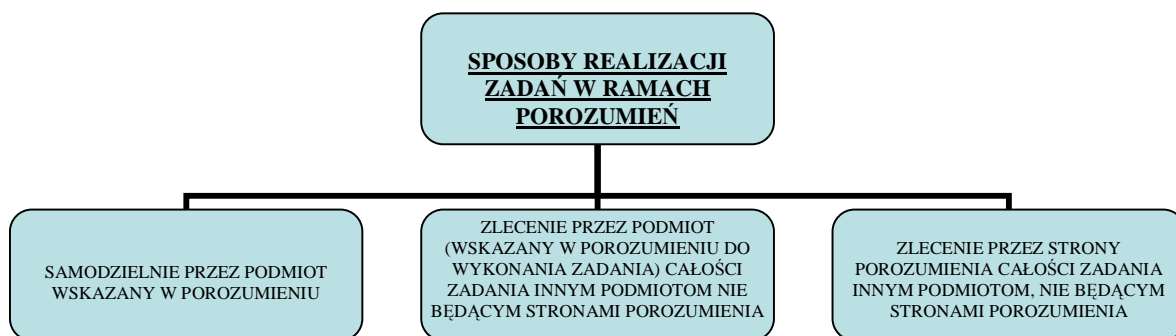 SPOSOBY REALIZACJI
ZADAŃ W RAMACH
POROZUMIEŃ
SAMODZIELNIE PRZEZ PODMIOT
WSKAZANY W POROZUMIENIU
ZLECENIE PRZEZ PODMIOT
(WSKAZANY W POROZUMIENIU DO
WYKONANIA ZADANIA) CAŁOŚCI
ZADANIA INNYM PODMIOTOM NIE
BĘDĄCYM STRONAMI POROZUMIENIA
ZLECENIE PRZEZ STRONY
POROZUMIENIA CAŁOŚCI ZADANIA
INNYM PODMIOTOM, NIE BĘDĄCYM
STRONAMI POROZUMIENIA